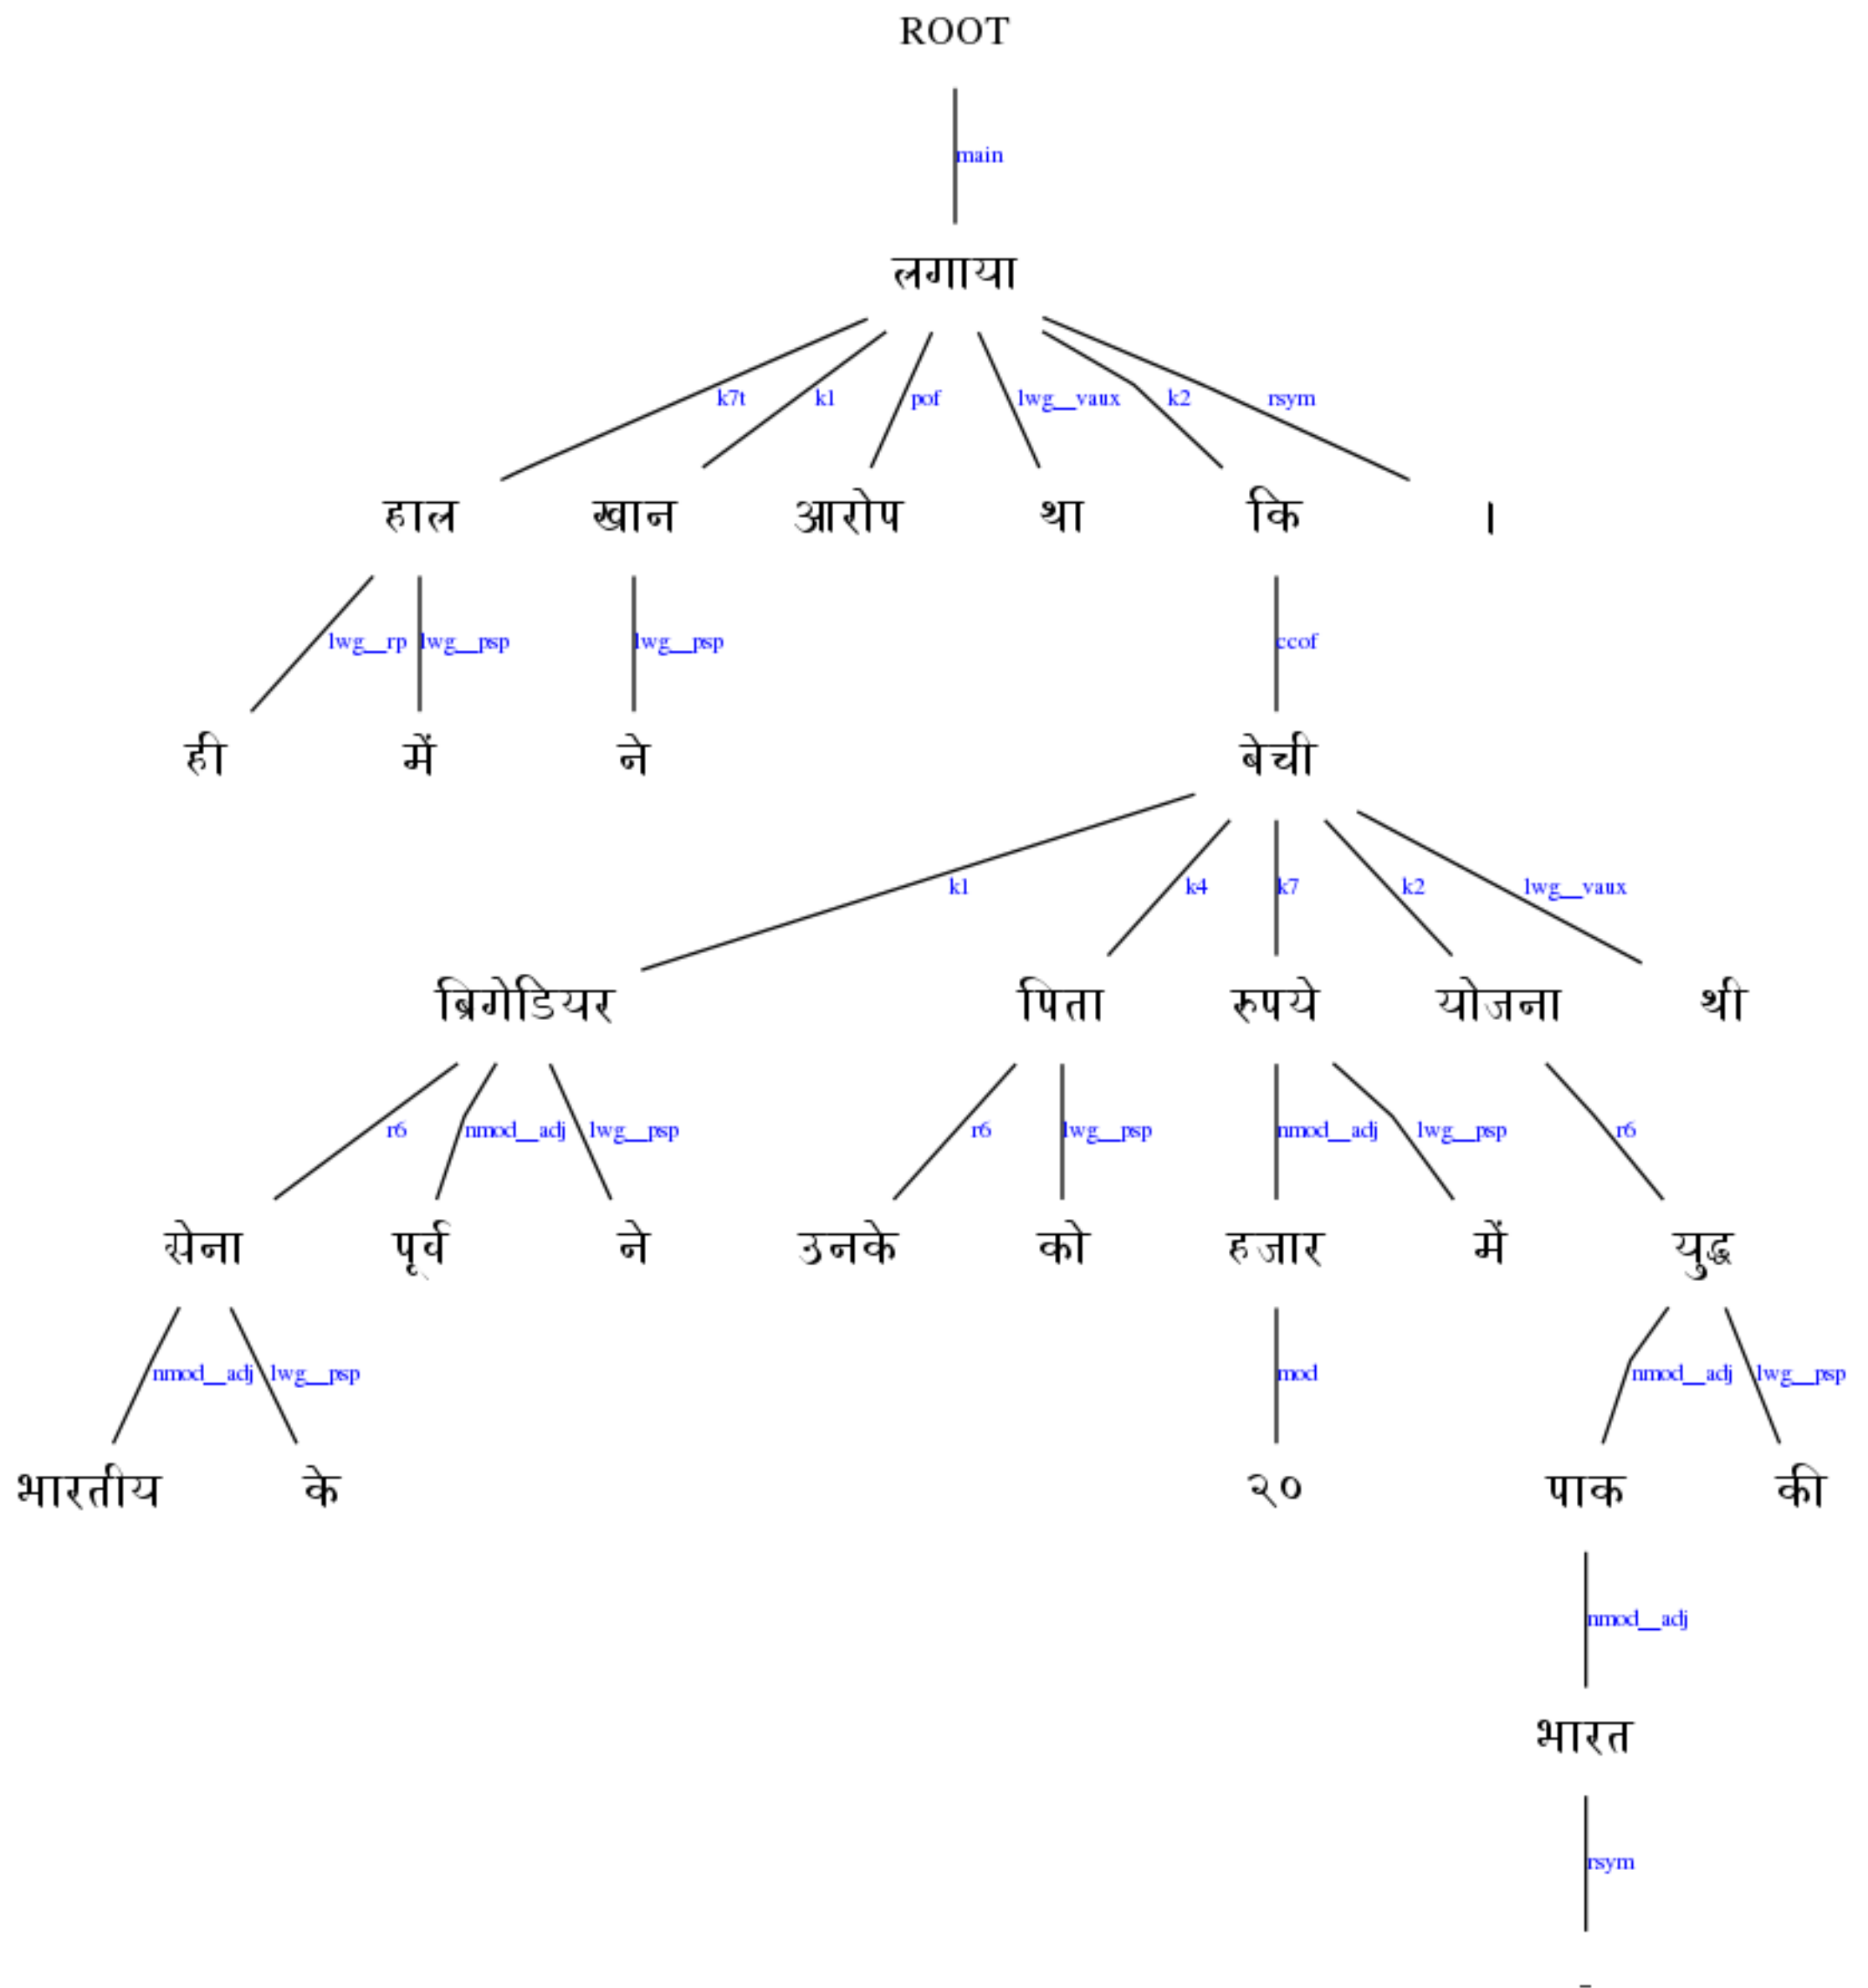 ROOT
main
लगाया
k7t k1 pof lwg__vaux k2 rsym
हाल खान आरोप था कि ।
lwg__rp lwg__psp lwg__psp ccof
ही में ने बेची
k1 k4 k7 k2 lwg__vaux
ब्रिगेडियर पिता रुपये योजना थी
r6 nmod__adj lwg__psp r6 lwg__psp nmod__adj lwg__psp r6
सेना पूर्व ने उनके को हजार में युद्ध
nmod__adj lwg__psp mod nmod__adj lwg__psp
भारतीय के २० पाक की
nmod__adj
भारत
rsym
-